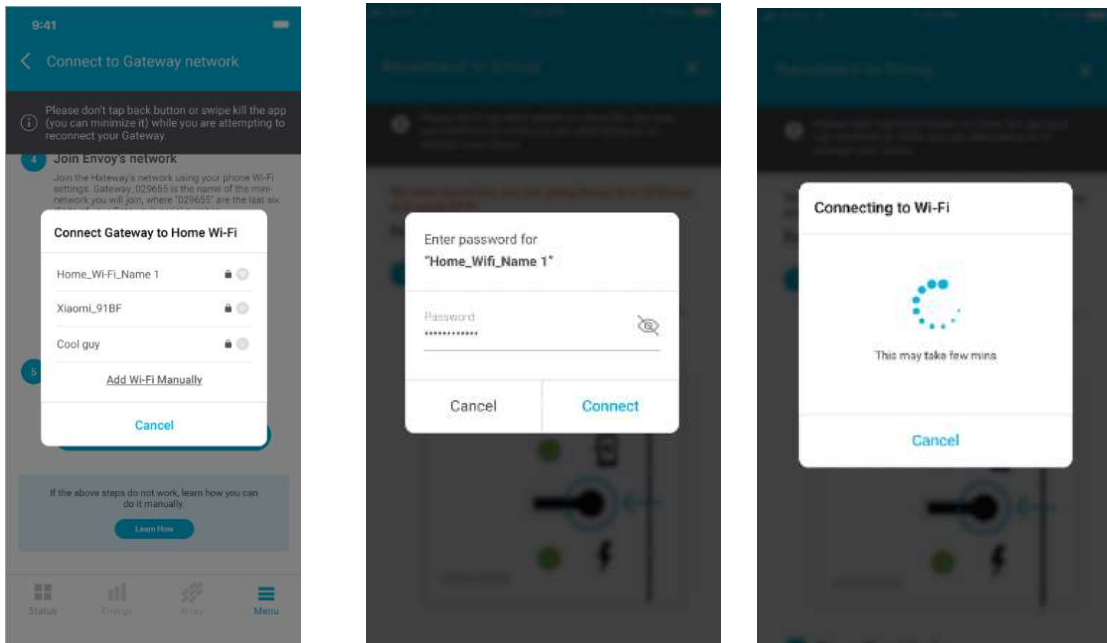 9:41
Connect to Gateway network
Please don't tap back button or swipe kill the app
(you can minimize it) while you are attempting to
reconnect your Gateway.
4
Join Envoy's network
Join the Hateway's network using your phone Wi-Fi
settings. Gateway_029655 is the name of the mini-
network you will join, where "029655" are the last six
Connect Gateway to Home Wi-Fi
Home_Wi-Fi_Name 1
Xiaomi_91BF
Cool guy
5
Add Wi-Fi Manually
Cancel
If the above steps do not work, learn how you can
do it manually.
Learn How
Status
Energy
Array
Menu
Enter password for
"Home_Wifi_Name 1"
Password
••••••••••••
Cancel
Connect
Connecting to Wi-Fi
This may take few mins
Cancel